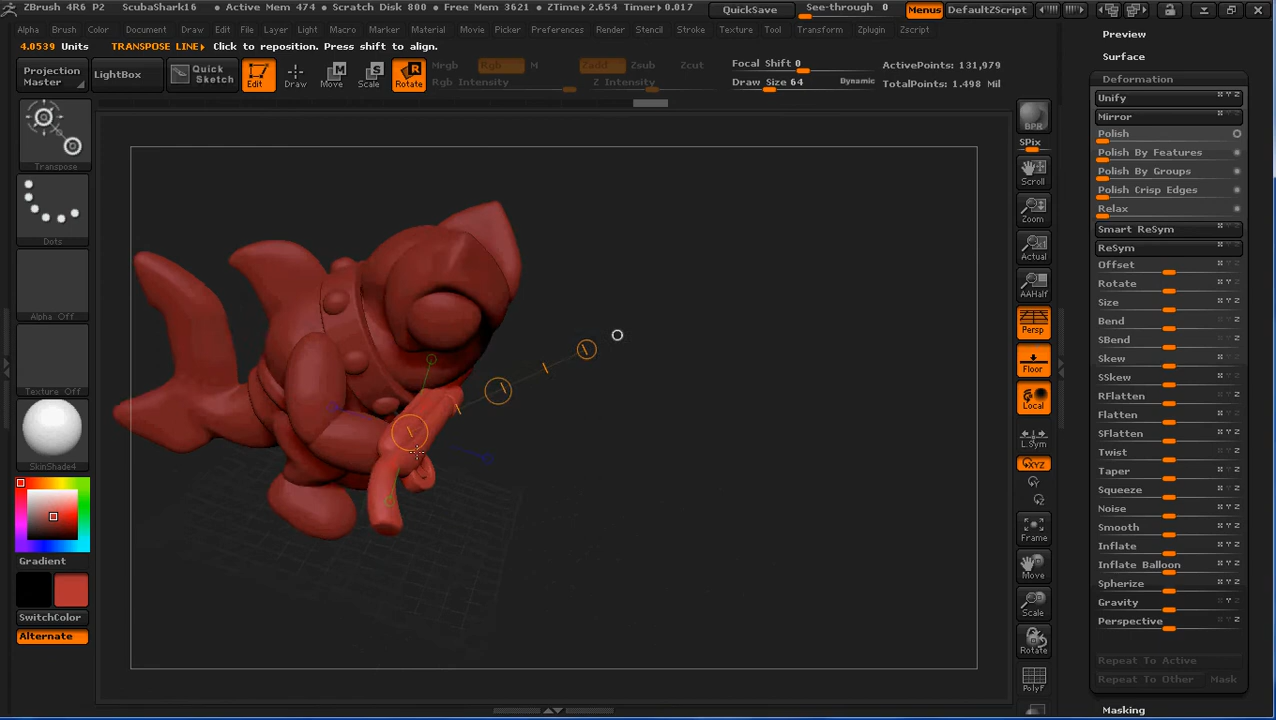 ZBrush 4R6 P2 ScubaShark16 • Active Mem 474 • Scratch Disk 800 • Free Mem 3621 • ZTime▸2.654 Timer▸0.017 QuickSave See-through 0 Menus DefaultZScript
Alpha Brush Color Document Draw Edit File Layer Light Macro Marker Material Movie Picker Preferences Render Stencil Stroke Texture Tool Transform Zplugin Zscript
4.0539 Units TRANSPOSE LINE▸ Click to reposition. Press shift to align.
Projection Master
LightBox
Quick Sketch
Edit Draw Move Scale Rotate
Mrgb Rgb M Zadd Zsub Zcut
Rgb Intensity Z Intensity
Focal Shift 0
Draw Size 64 Dynamic
ActivePoints: 131,979
TotalPoints: 1.498 Mil
Transpose
Dots
Alpha Off
Texture Off
SkinShade4
Gradient
SwitchColor
Alternate
BPR
SPix
Scroll
Zoom
Actual
AAHalf
Persp
Floor
Local
L.Sym
XYZ
Y
Z
Frame
Move
Scale
Rotate
PolyF
Preview
Surface
Deformation
Unify X Y Z
Mirror X Y Z
Polish
Polish By Features
Polish By Groups
Polish Crisp Edges
Relax
Smart ReSym X Y Z
ReSym X Y Z
Offset X Y Z
Rotate X Y Z
Size X Y Z
Bend X Y Z
SBend X Y Z
Skew X Y Z
SSkew X Y Z
RFlatten X Y Z
Flatten X Y Z
SFlatten X Y Z
Twist X Y Z
Taper X Y Z
Squeeze X Y Z
Noise X Y Z
Smooth X Y Z
Inflate X Y Z
Inflate Balloon X Y Z
Spherize X Y Z
Gravity X Y Z
Perspective X Y Z
Repeat To Active
Repeat To Other Mask
Masking